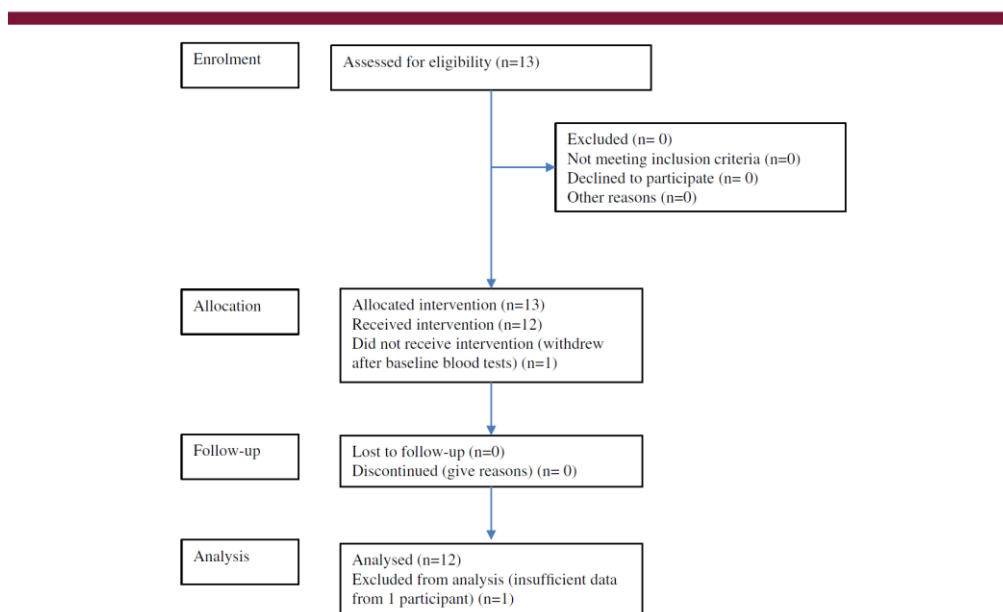 Enrolment
Assessed for eligibility (n=13)
Excluded (n= 0)
Not meeting inclusion criteria (n=0)
Declined to participate (n= 0)
Other reasons (n=0)
Allocation
Allocated intervention (n=13)
Received intervention (n=12)
Did not receive intervention (withdrew
after baseline blood tests) (n=1)
Follow-up
Lost to follow-up (n=0)
Discontinued (give reasons) (n= 0)
Analysis
Analysed (n=12)
Excluded from analysis (insufficient data
from 1 participant) (n=1)